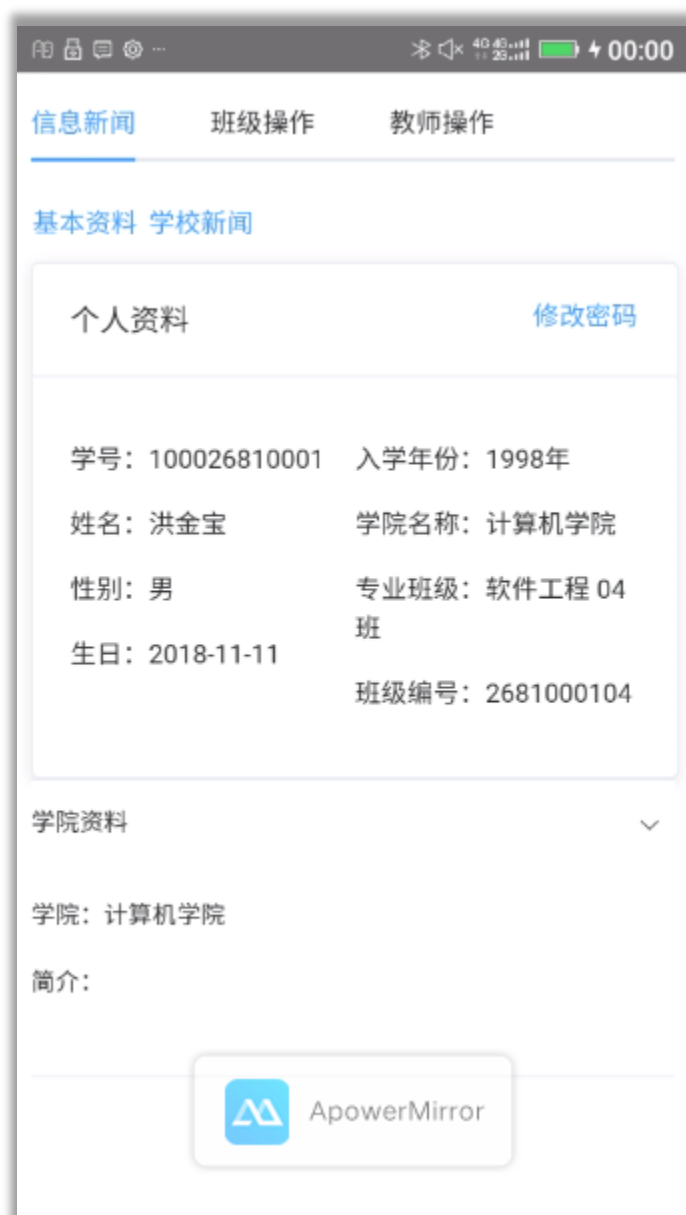 00:00
信息新闻 班级操作 教师操作
基本资料 学校新闻
个人资料 修改密码
学号：100026810001 入学年份：1998年
姓名：洪金宝 学院名称：计算机学院
性别：男 专业班级：软件工程 04
班
生日：2018-11-11
班级编号：2681000104
学院资料
学院：计算机学院
简介：
ApowerMirror